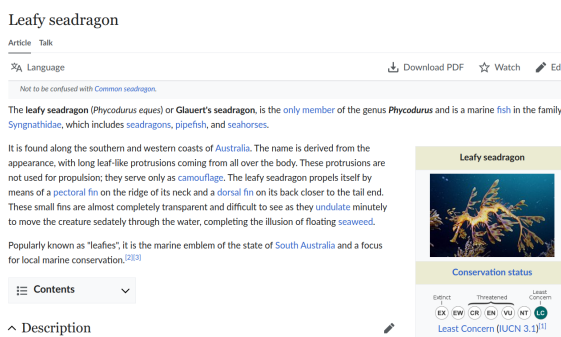 Leafy seadragon
Article Talk
Language
Download PDF Watch Ed
Not to be confused with Common seadragon.
The leafy seadragon (Phycodurus eques) or Glauert's seadragon, is the only member of the genus Phycodurus and is a marine fish in the family
Syngnathidae, which includes seadragons, pipefish, and seahorses.
It is found along the southern and western coasts of Australia. The name is derived from the
appearance, with long leaf-like protrusions coming from all over the body. These protrusions are
not used for propulsion; they serve only as camouflage. The leafy seadragon propels itself by
means of a pectoral fin on the ridge of its neck and a dorsal fin on its back closer to the tail end.
These small fins are almost completely transparent and difficult to see as they undulate minutely
to move the creature sedately through the water, completing the illusion of floating seaweed.
Popularly known as "leafies", it is the marine emblem of the state of South Australia and a focus
for local marine conservation.[2][3]
Contents
Description
Leafy seadragon
Conservation status
Extinct Threatened Least
Concern
EX EW CR EN VU NT LC
Least Concern (IUCN 3.1)[1]